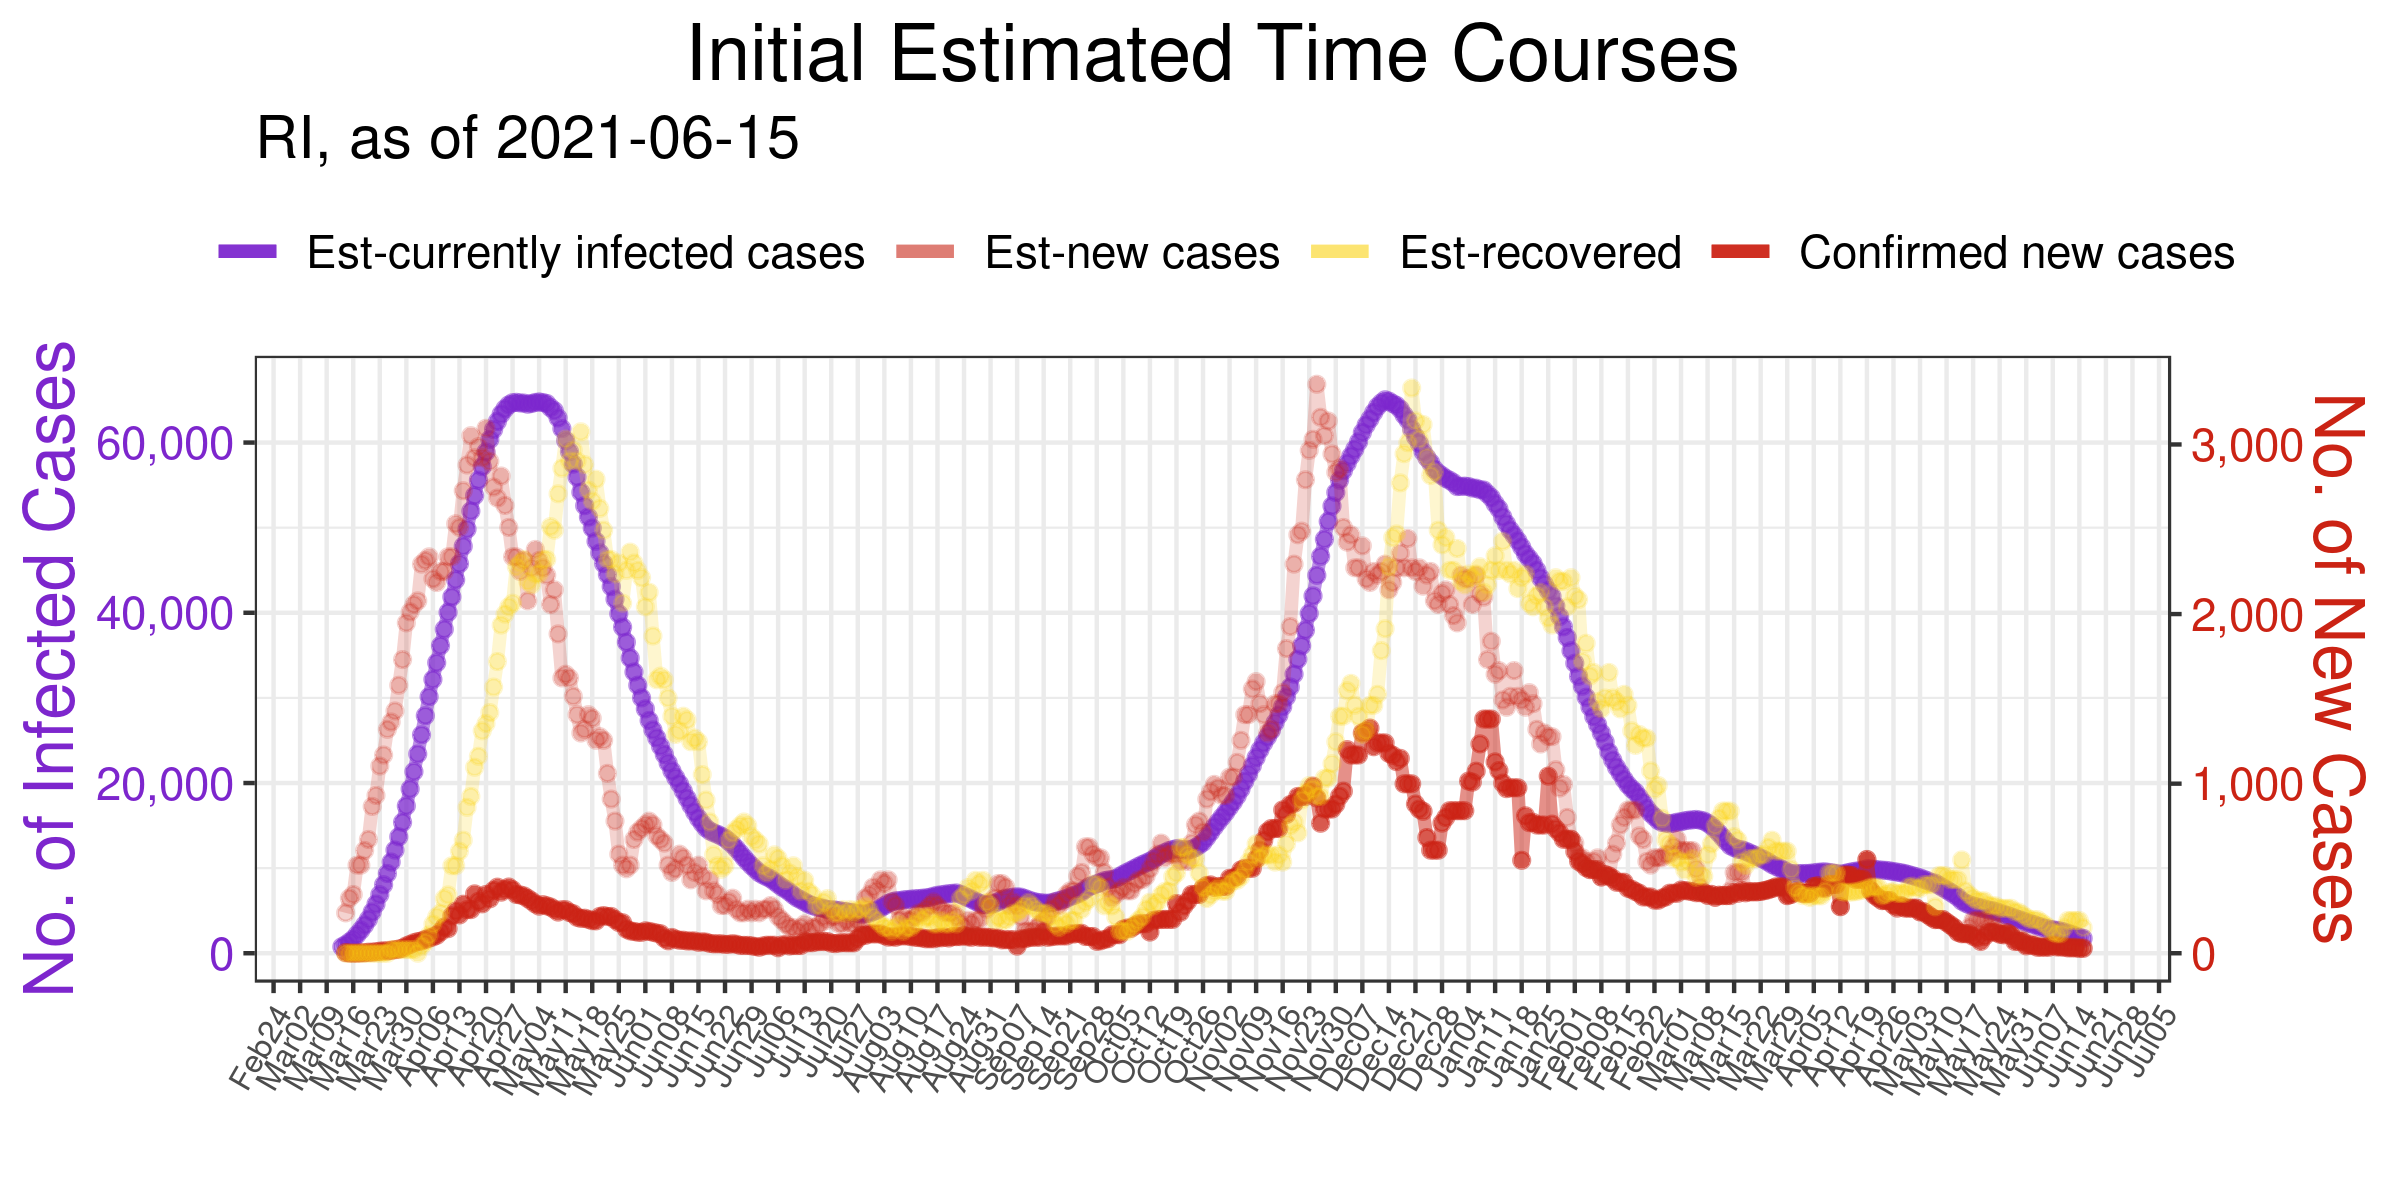 Initial Estimated Time Courses
RI, as of 2021-06-15
Est-currently infected cases
Est-new cases
Est-recovered
Confirmed new cases
No. of Infected Cases
60,000
40,000
20,000
0
3,000
2,000
1,000
0
No. of New Cases
Feb24
Mar02
Mar09
Mar16
Mar23
Mar30
Apr06
Apr13
Apr20
Apr27
May04
May11
May18
May25
Jun01
Jun08
Jun15
Jun22
Jun29
Jul06
Jul13
Jul20
Jul27
Aug03
Aug10
Aug17
Aug24
Aug31
Sep07
Sep14
Sep21
Sep28
Oct05
Oct12
Oct19
Oct26
Nov02
Nov09
Nov16
Nov23
Nov30
Dec07
Dec14
Dec21
Dec28
Jan04
Jan11
Jan18
Jan25
Feb01
Feb08
Feb15
Feb22
Mar01
Mar08
Mar15
Mar22
Mar29
Apr05
Apr12
Apr19
Apr26
May03
May10
May17
May24
May31
Jun07
Jun14
Jun21
Jun28
Jul05